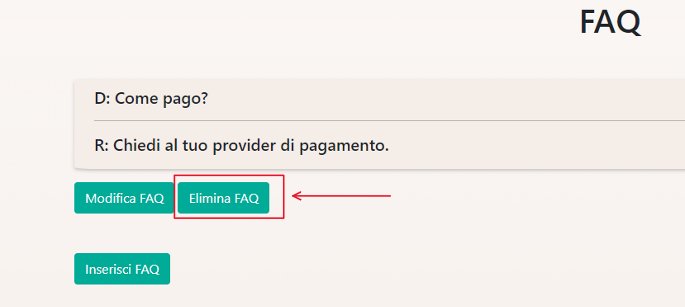 FAQ
D: Come pago?
R: Chiedi al tuo provider di pagamento.
Modifica FAQ Elimina FAQ
Inserisci FAQ